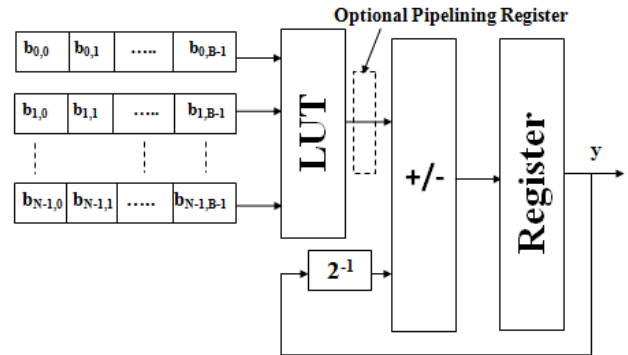 Optional Pipelining Register
b0,0 b0,1 ..... b0,B-1
b1,0 b1,1 ..... b1,B-1
bN-1,0 bN-1,1 ..... bN-1,B-1
LUT
+/-
2-1
Register
y